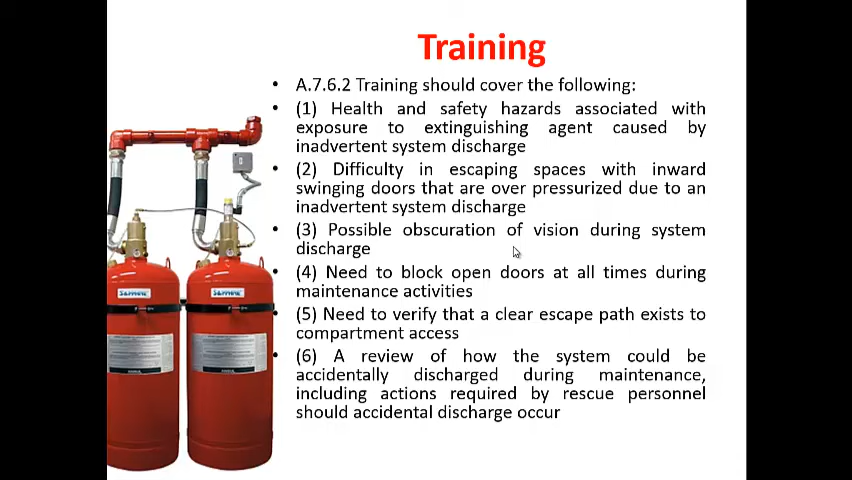 Training
• A.7.6.2 Training should cover the following:
• (1) Health and safety hazards associated with
exposure to extinguishing agent caused by
inadvertent system discharge
• (2) Difficulty in escaping spaces with inward
swinging doors that are over pressurized due to an
inadvertent system discharge
• (3) Possible obscuration of vision during system
discharge
• (4) Need to block open doors at all times during
maintenance activities
• (5) Need to verify that a clear escape path exists to
compartment access
• (6) A review of how the system could be
accidentally discharged during maintenance,
including actions required by rescue personnel
should accidental discharge occur
SAPPHIRE
SAPPHIRE